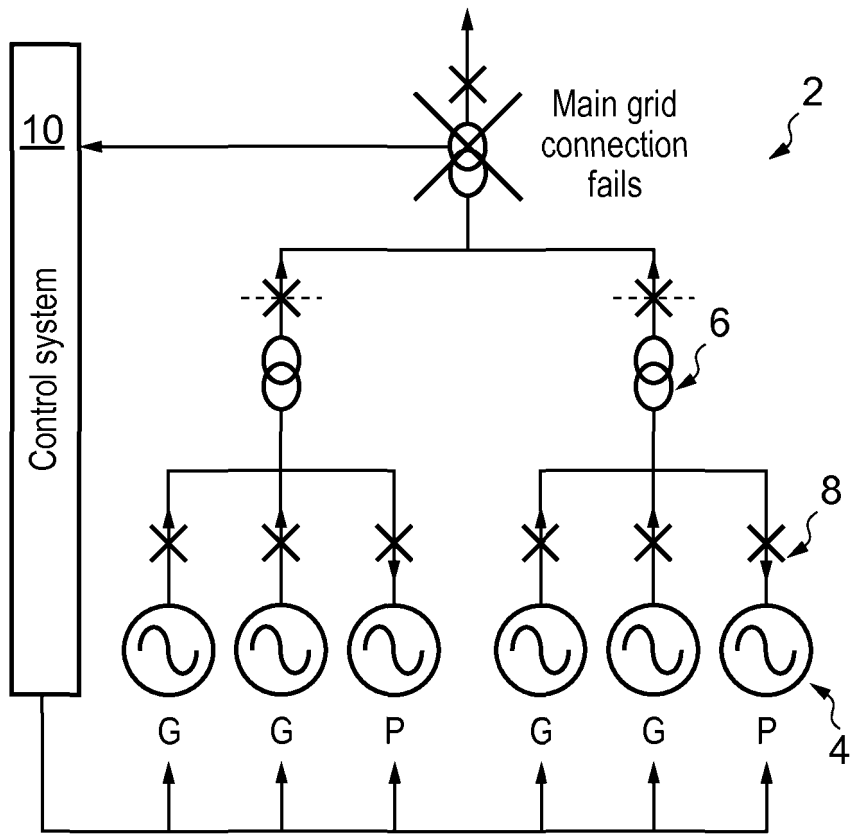 2
10
Main grid
connection
fails
Control system
6
8
4
G G P G G P